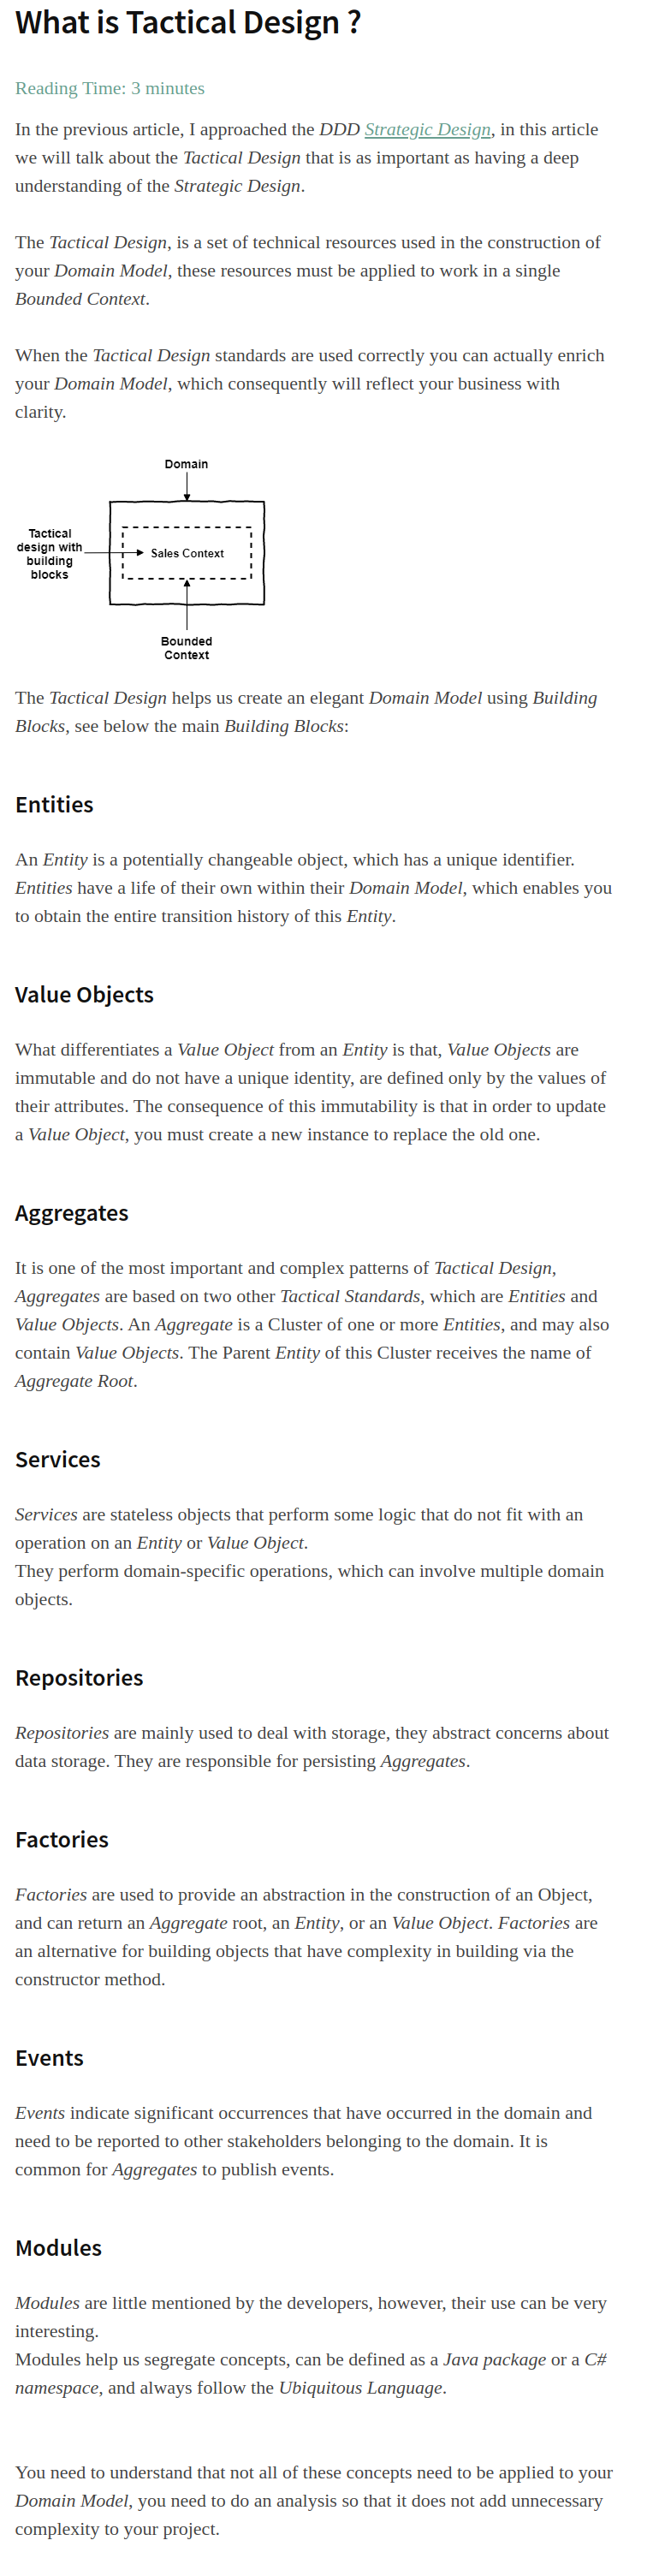 What is Tactical Design ?
Reading Time: 3 minutes
In the previous article, I approached the DDD Strategic Design, in this article
we will talk about the Tactical Design that is as important as having a deep
understanding of the Strategic Design.
The Tactical Design, is a set of technical resources used in the construction of
your Domain Model, these resources must be applied to work in a single
Bounded Context.
When the Tactical Design standards are used correctly you can actually enrich
your Domain Model, which consequently will reflect your business with
clarity.
Domain
Tactical
design with
building
blocks
Sales Context
Bounded
Context
The Tactical Design helps us create an elegant Domain Model using Building
Blocks, see below the main Building Blocks:
Entities
An Entity is a potentially changeable object, which has a unique identifier.
Entities have a life of their own within their Domain Model, which enables you
to obtain the entire transition history of this Entity.
Value Objects
What differentiates a Value Object from an Entity is that, Value Objects are
immutable and do not have a unique identity, are defined only by the values of
their attributes. The consequence of this immutability is that in order to update
a Value Object, you must create a new instance to replace the old one.
Aggregates
It is one of the most important and complex patterns of Tactical Design,
Aggregates are based on two other Tactical Standards, which are Entities and
Value Objects. An Aggregate is a Cluster of one or more Entities, and may also
contain Value Objects. The Parent Entity of this Cluster receives the name of
Aggregate Root.
Services
Services are stateless objects that perform some logic that do not fit with an
operation on an Entity or Value Object.
They perform domain-specific operations, which can involve multiple domain
objects.
Repositories
Repositories are mainly used to deal with storage, they abstract concerns about
data storage. They are responsible for persisting Aggregates.
Factories
Factories are used to provide an abstraction in the construction of an Object,
and can return an Aggregate root, an Entity, or an Value Object. Factories are
an alternative for building objects that have complexity in building via the
constructor method.
Events
Events indicate significant occurrences that have occurred in the domain and
need to be reported to other stakeholders belonging to the domain. It is
common for Aggregates to publish events.
Modules
Modules are little mentioned by the developers, however, their use can be very
interesting.
Modules help us segregate concepts, can be defined as a Java package or a C#
namespace, and always follow the Ubiquitous Language.
You need to understand that not all of these concepts need to be applied to your
Domain Model, you need to do an analysis so that it does not add unnecessary
complexity to your project.